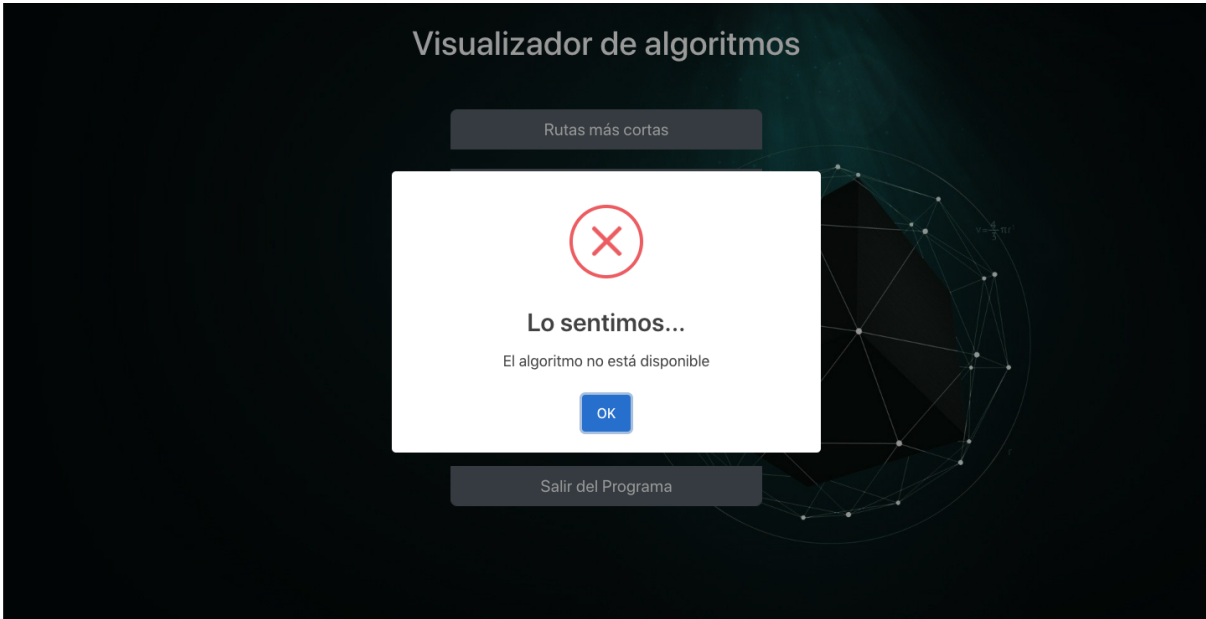 Visualizador de algoritmos
Rutas más cortas
Lo sentimos...
El algoritmo no está disponible
OK
Salir del Programa